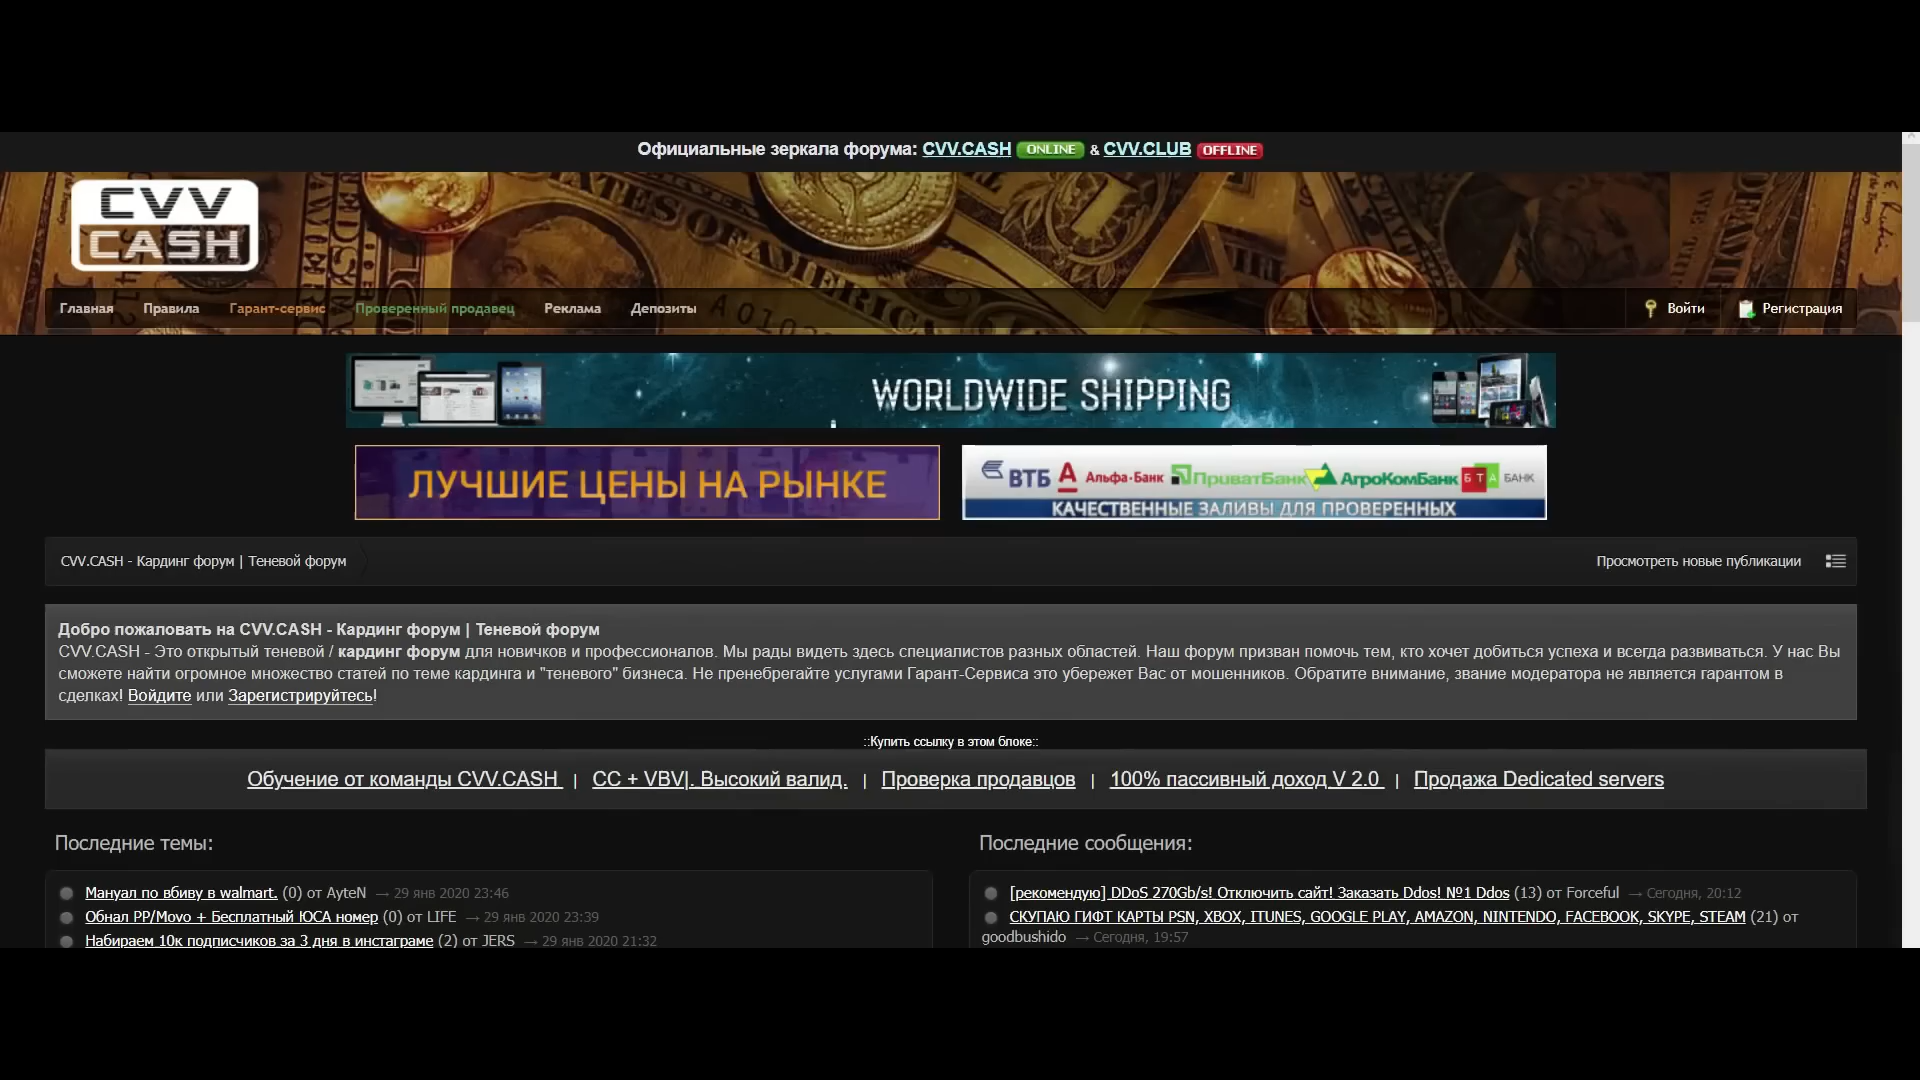 Официальные зеркала форума: CVV.CASH ONLINE & CVV.CLUB OFFLINE
CVV
CASH
Главная Правила Гарант-сервис Проверенный продавец Реклама Депозиты Войти Регистрация
WORLDWIDE SHIPPING
ЛУЧШИЕ ЦЕНЫ НА РЫНКЕ
ВТБ Альфа-Банк ПриватБанк АгроКомБанк БТА БАНК
КАЧЕСТВЕННЫЕ ЗАЛИВЫ ДЛЯ ПРОВЕРЕННЫХ
CVV.CASH - Кардинг форум | Теневой форум
Просмотреть новые публикации
Добро пожаловать на CVV.CASH - Кардинг форум | Теневой форум
CVV.CASH - Это открытый теневой / кардинг форум для новичков и профессионалов. Мы рады видеть здесь специалистов разных областей. Наш форум призван помочь тем, кто хочет добиться успеха и всегда развиваться. У нас Вы
сможете найти огромное множество статей по теме кардинга и "теневого" бизнеса. Не пренебрегайте услугами Гарант-Сервиса это убережет Вас от мошенников. Обратите внимание, звание модератора не является гарантом в
сделках! Войдите или Зарегистрируйтесь!
::Купить ссылку в этом блоке::
Обучение от команды CVV.CASH | CC + VBV|. Высокий валид. | Проверка продавцов | 100% пассивный доход V 2.0 | Продажа Dedicated servers
Последние темы:
Мануал по вбиву в walmart. (0) от AyteN → 29 янв 2020 23:46
Обнал PP/Movo + Бесплатный ЮСА номер (0) от LIFE → 29 янв 2020 23:39
Набираем 10к подписчиков за 3 дня в инстаграме (2) от JERS → 29 янв 2020 21:32
Последние сообщения:
[рекомендую] DDoS 270Gb/s! Отключить сайт! Заказать Ddos! №1 Ddos (13) от Forceful → Сегодня, 20:12
СКУПАЮ ГИФТ КАРТЫ PSN, XBOX, ITUNES, GOOGLE PLAY, AMAZON, NINTENDO, FACEBOOK, SKYPE, STEAM (21) от
goodbushido → Сегодня, 19:57